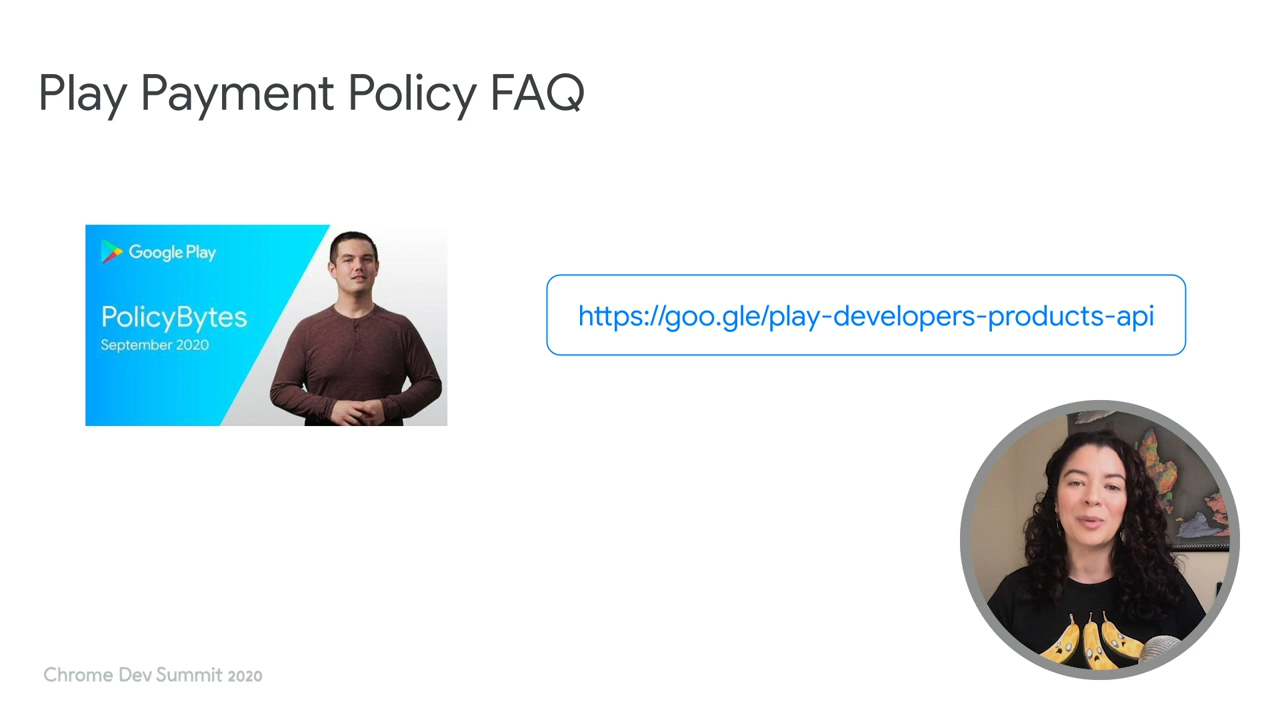 Play Payment Policy FAQ
Google Play
PolicyBytes
September 2020
https://goo.gle/play-developers-products-api
Chrome Dev Summit 2020